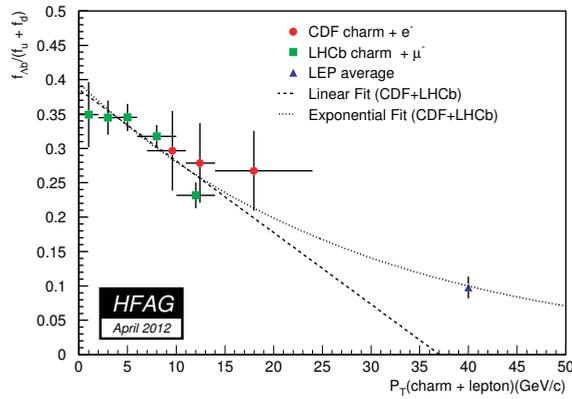 f_Λb/(f_u + f_d)
0.5
0.45
0.4
0.35
0.3
0.25
0.2
0.15
0.1
0.05
0
CDF charm + e⁻
LHCb charm + μ⁻
LEP average
Linear Fit (CDF+LHCb)
Exponential Fit (CDF+LHCb)
HFAG
April 2012
0 5 10 15 20 25 30 35 40 45 50
P_T(charm + lepton)(GeV/c)